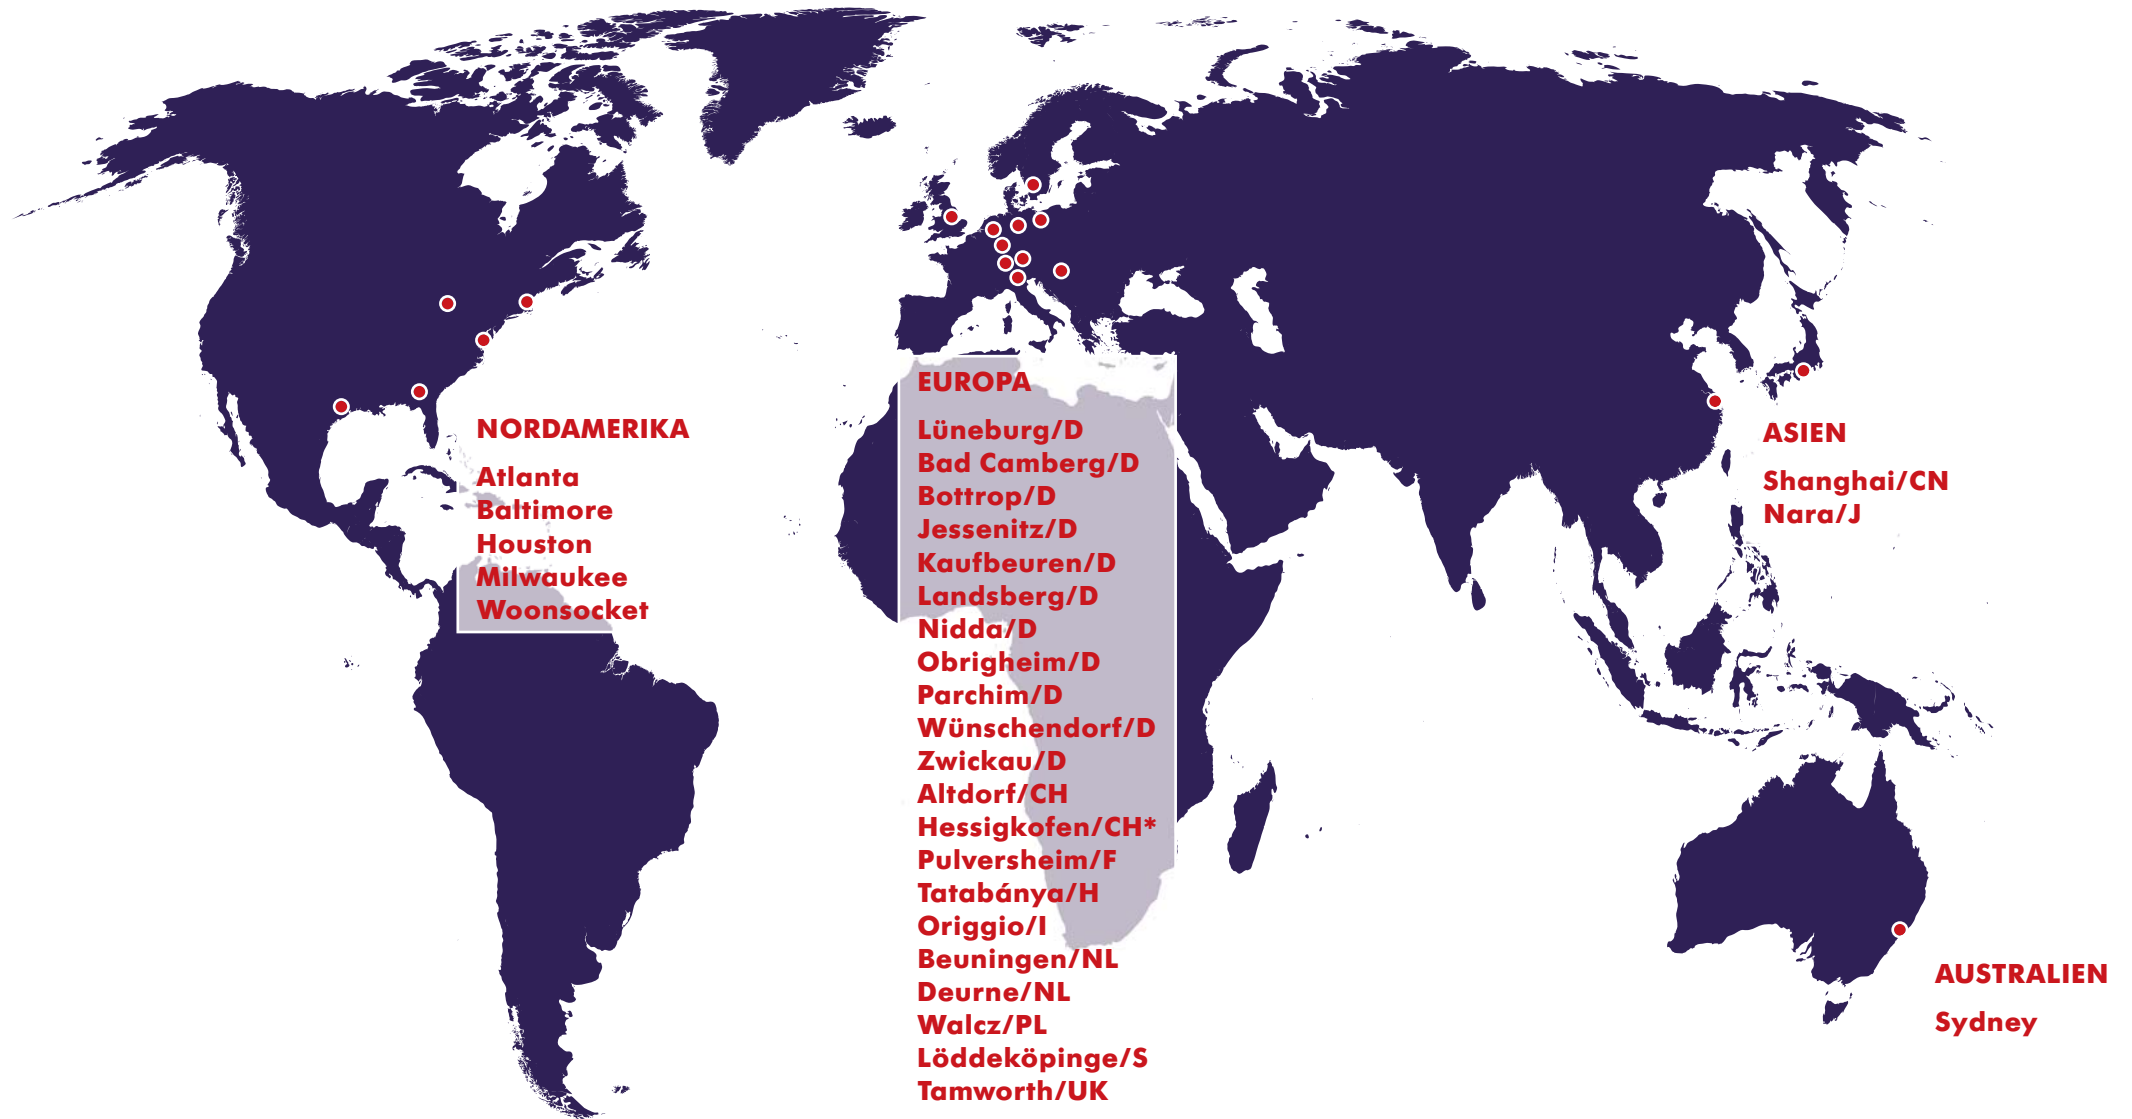 NORDAMERIKA
Atlanta
Baltimore
Houston
Milwaukee
Woonsocket
EUROPA
Lüneburg/D
Bad Camberg/D
Bottrop/D
Jessenitz/D
Kaufbeuren/D
Landsberg/D
Nidda/D
Obrigheim/D
Parchim/D
Wünschendorf/D
Zwickau/D
Altdorf/CH
Hessigkofen/CH*
Pulversheim/F
Tatabánya/H
Origgio/I
Beuningen/NL
Deurne/NL
Walcz/PL
Löddeköpinge/S
Tamworth/UK
ASIEN
Shanghai/CN
Nara/J
AUSTRALIEN
Sydney